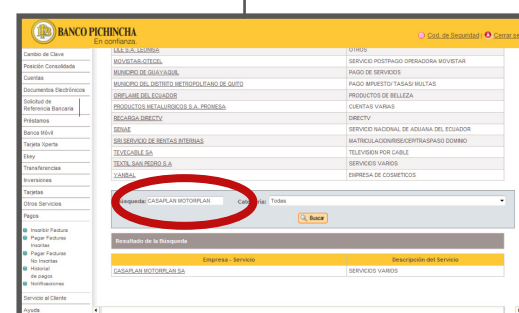 BANCO PICHINCHA
En confianza.
Cod. de Seguridad | Cerrar se
Cambio de Clave
Posición Consolidada
Cuentas
Documentos Electrónicos
Solicitud de
Referencia Bancaria
Préstamos
Banca Móvil
Tarjeta Xperta
Ekey
Transferencias
Inversiones
Tarjetas
Otros Servicios
Pagos
Inscribir Factura
Pagar Facturas
Inscritas
Pagar Facturas
No Inscritas
Historial
de pagos
Notificaciones
Servicio al Cliente
Ayuda
LILE S.A. LEONISA OTROS
MOVISTAR-OTECEL SERVICIO POSTPAGO OPERADORA MOVISTAR
MUNICIPIO DE GUAYAQUIL PAGO DE SERVICIOS
MUNICIPIO DEL DISTRITO METROPOLITANO DE QUITO PAGO IMPUESTO/ TASAS/ MULTAS
ORIFLAME DEL ECUADOR PRODUCTOS DE BELLEZA
PRODUCTOS METALURGICOS S.A. PROMESA CUENTAS VARIAS
RECARGA DIRECTV DIRECTV
SENAE SERVICIO NACIONAL DE ADUANA DEL ECUADOR
SRI SERVICIO DE RENTAS INTERNAS MATRICULACION/RISE/CEP/TRASPASO DOMINIO
TEVECABLE SA TELEVISION POR CABLE
TEXTIL SAN PEDRO S.A SERVICIOS VARIOS
YANBAL EMPRESA DE COSMETICOS
Búsqueda: CASAPLAN MOTORPLAN Categoría: Todas
Buscar
Resultado de la Búsqueda
Empresa - Servicio Descripción del Servicio
CASAPLAN MOTORPLAN SA SERVICIOS VARIOS